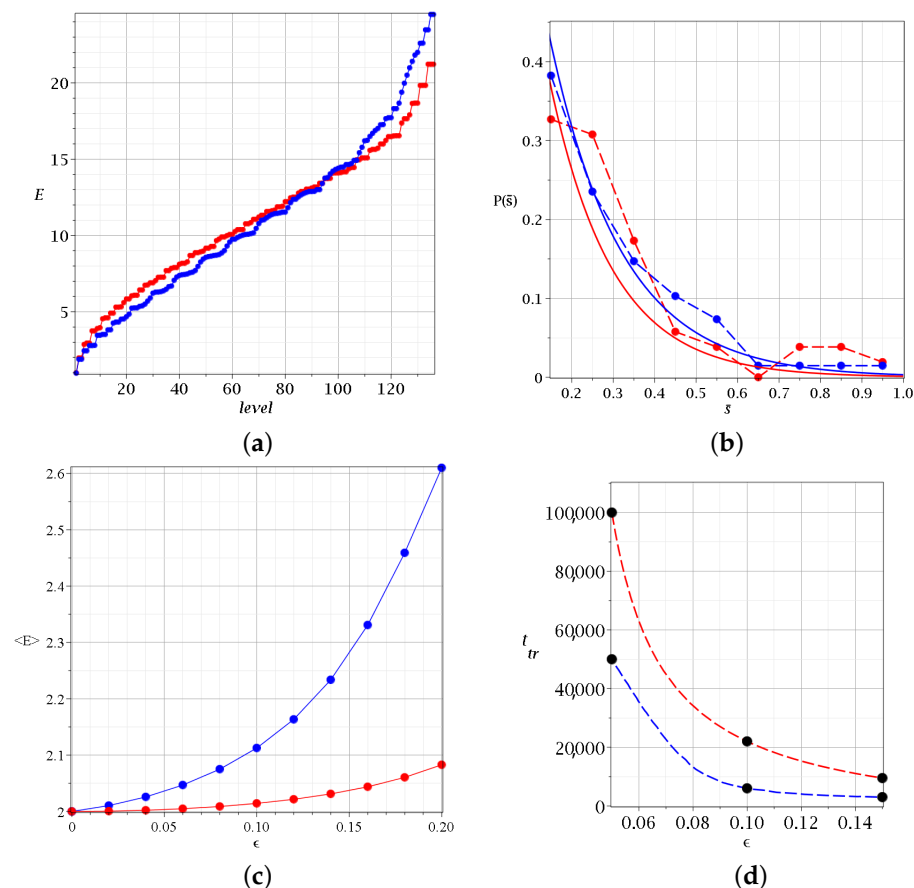 20
15
E
10
5
20 40 60 80 100 120
level
(a)
0.4
0.3
P(s̄)
0.2
0.1
0
0.2 0.3 0.4 0.5 0.6 0.7 0.8 0.9 1.0
s̄
(b)
2.6
2.5
2.4
<E>
2.3
2.2
2.1
2
0 0.05 0.10 0.15 0.20
ϵ
(c)
100,000
80,000
60,000
t
tr
40,000
20,000
0
0.06 0.08 0.10 0.12 0.14
ϵ
(d)